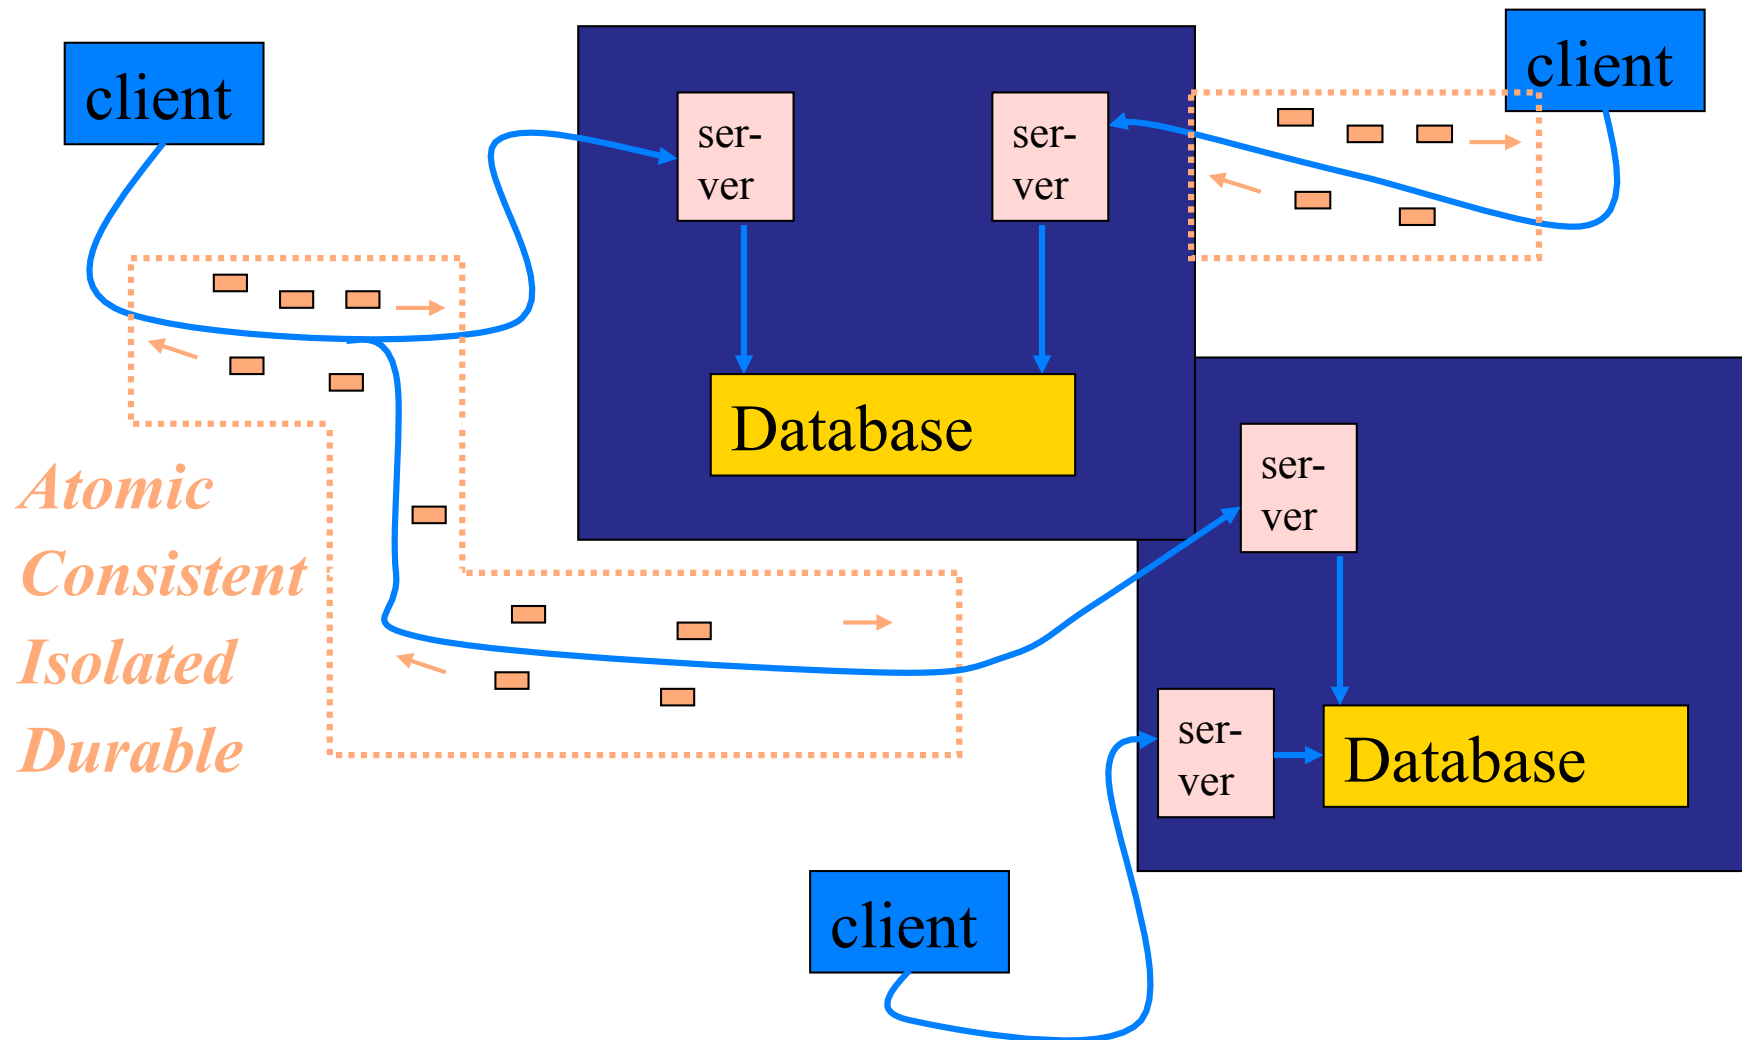 client
client
ser-
ver
ser-
ver
Database
Atomic
Consistent
Isolated
Durable
ser-
ver
ser-
ver
Database
client